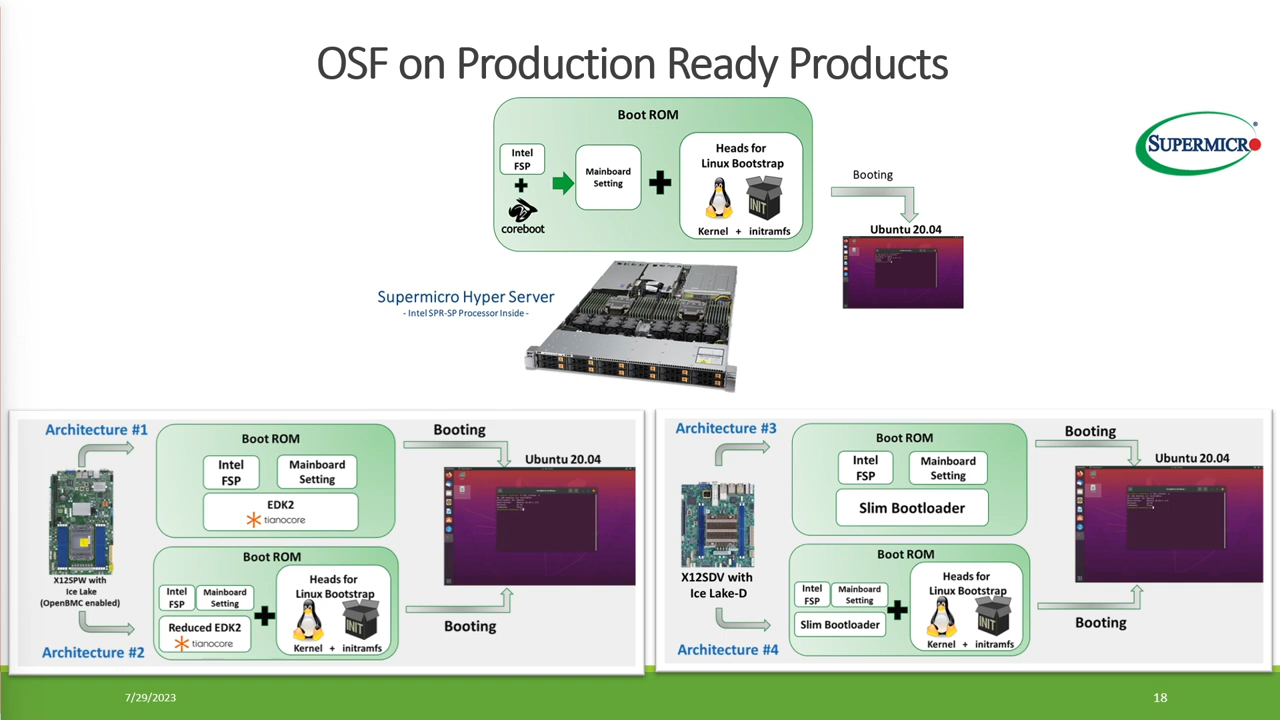 OSF on Production Ready Products
Boot ROM
Intel
FSP
coreboot
Mainboard
Setting
Heads for
Linux Bootstrap
INIT
Kernel + initramfs
Booting
Ubuntu 20.04
SUPERMICRO
®
Supermicro Hyper Server
- Intel SPR-SP Processor Inside -
Architecture #1
Boot ROM
Intel
FSP
Mainboard
Setting
EDK2
tianocore
Booting
Ubuntu 20.04
X12SPW with
Ice Lake
(OpenBMC enabled)
Boot ROM
Intel
FSP
Mainboard
Setting
Reduced EDK2
tianocore
Heads for
Linux Bootstrap
INIT
Kernel + initramfs
Booting
Architecture #2
Architecture #3
Boot ROM
Intel
FSP
Mainboard
Setting
Slim Bootloader
Booting
Ubuntu 20.04
X12SDV with
Ice Lake-D
Boot ROM
Intel
FSP
Mainboard
Setting
Slim Bootloader
Heads for
Linux Bootstrap
INIT
Kernel + initramfs
Booting
Architecture #4
7/29/2023
18